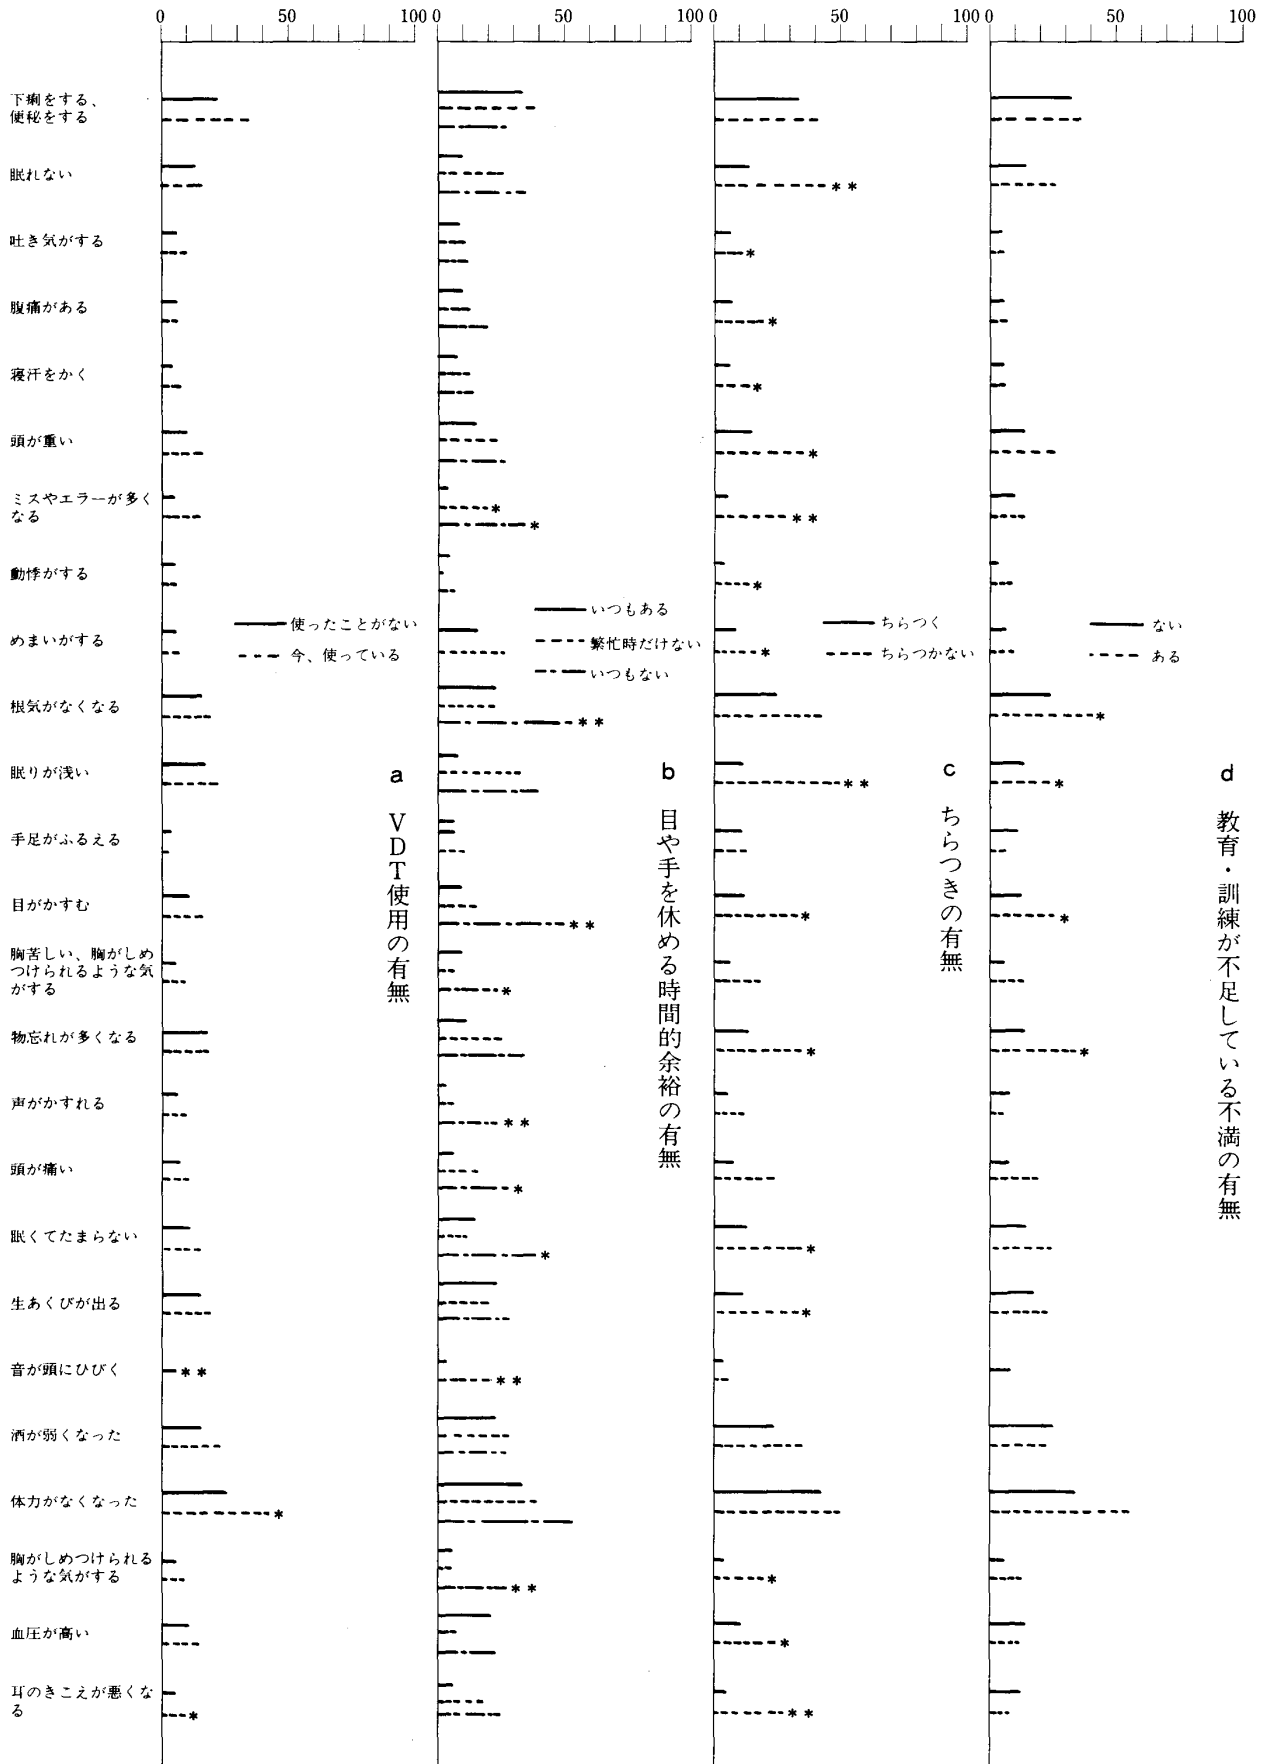 0 50 100 0 50 100 0 50 100 0 50 100
下痢をする、
便秘をする
眠れない
* *
吐き気がする
*
腹痛がある
*
寝汗をかく
*
頭が重い
*
ミスやエラーが多く
なる
*
*
* *
動悸がする
*
めまいがする
*
使ったことがない
今、使っている
いつもある
繁忙時だけない
いつもない
ちらつく
ちらつかない
ない
ある
根気がなくなる
* *
*
眠りが浅い
* *
*
手足がふるえる
目がかすむ
* *
*
*
胸苦しい、胸がしめ
つけられるような気
がする
*
物忘れが多くなる
*
*
声がかすれる
* *
頭が痛い
*
眠くてたまらない
*
*
生あくびが出る
*
音が頭にひびく
* *
* *
酒が弱くなった
体力がなくなった
*
胸がしめつけられる
ような気がする
* *
*
血圧が高い
*
耳のきこえが悪くな
る
*
* *
a VDT使用の有無
b 目や手を休める時間的余裕の有無
c ちらつきの有無
d 教育・訓練が不足している不満の有無